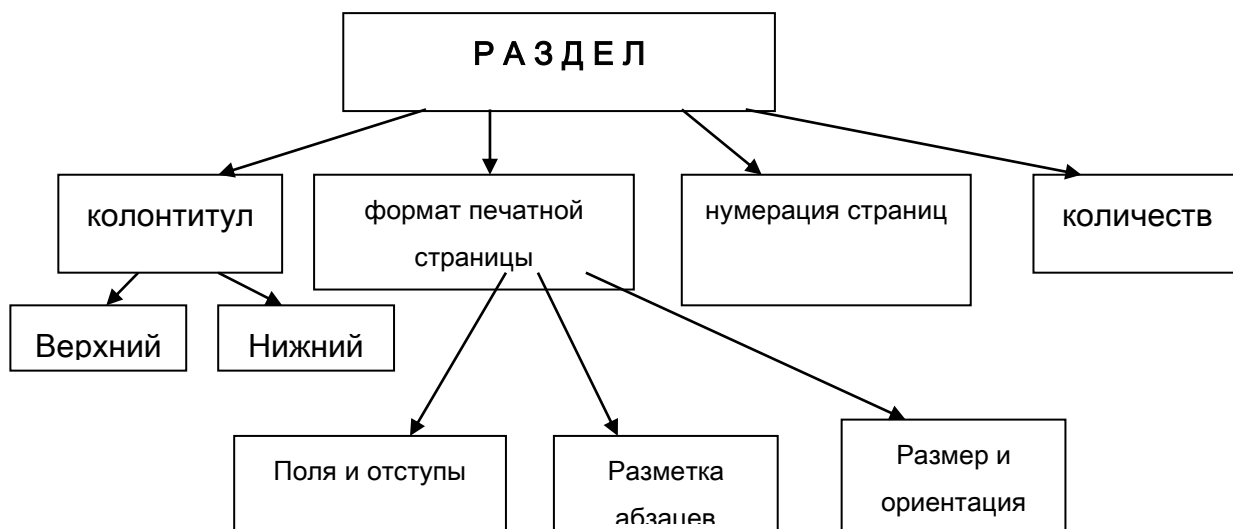 Р А З Д Е Л
колонтитул
формат печатной
страницы
нумерация страниц
количеств
Верхний
Нижний
Поля и отступы
Разметка
абзацев
Размер и
ориентация